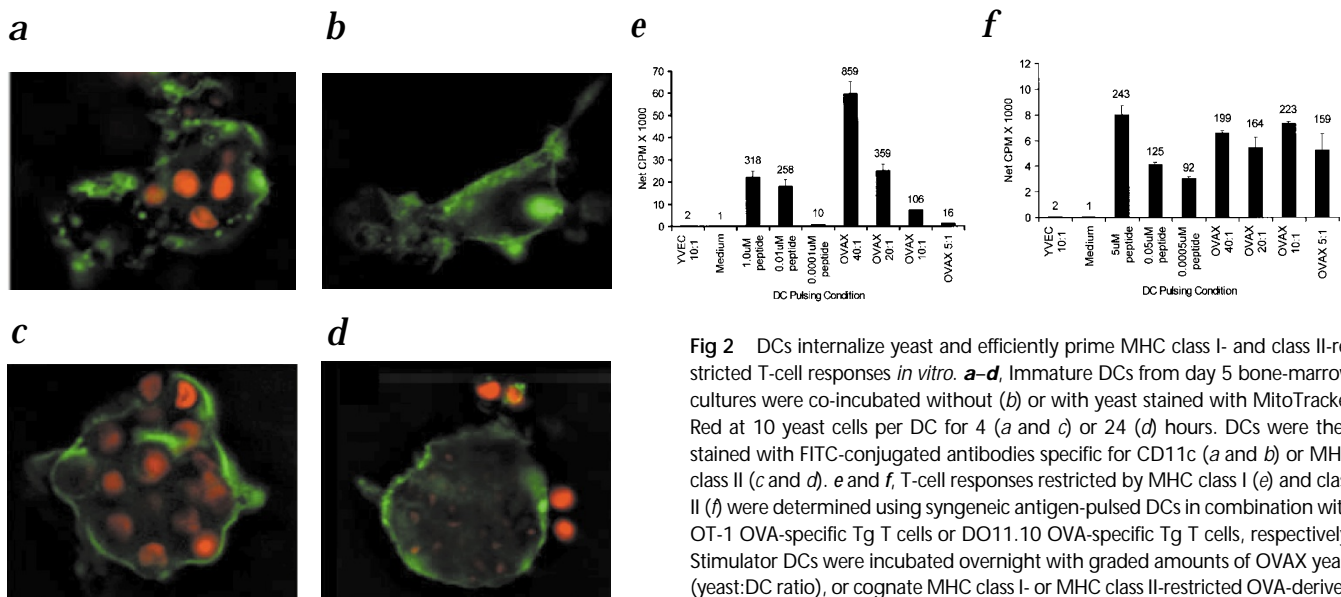 a
b
c
d
e
Net CPM X 1000
70
60
50
40
30
20
10
0
2
1
318
258
10
859
359
106
16
YVEC 10:1
Medium
1.0uM peptide
0.01uM peptide
0.0001uM peptide
OVAX 40:1
OVAX 20:1
OVAX 10:1
OVAX 5:1
DC Pulsing Condition
f
Net CPM X 1000
12
10
8
6
4
2
0
2
1
243
125
92
199
164
223
159
YVEC 10:1
Medium
5uM peptide
0.05uM peptide
0.0005uM peptide
OVAX 40:1
OVAX 20:1
OVAX 10:1
OVAX 5:1
DC Pulsing Condition
Fig 2 DCs internalize yeast and efficiently prime MHC class I- and class II-re
stricted T-cell responses in vitro. a–d, Immature DCs from day 5 bone-marrow
cultures were co-incubated without (b) or with yeast stained with MitoTracke
Red at 10 yeast cells per DC for 4 (a and c) or 24 (d) hours. DCs were the
stained with FITC-conjugated antibodies specific for CD11c (a and b) or MH
class II (c and d). e and f, T-cell responses restricted by MHC class I (e) and clas
II (f) were determined using syngeneic antigen-pulsed DCs in combination wit
OT-1 OVA-specific Tg T cells or DO11.10 OVA-specific Tg T cells, respectively
Stimulator DCs were incubated overnight with graded amounts of OVAX yea
(yeast:DC ratio), or cognate MHC class I- or MHC class II-restricted OVA-derive